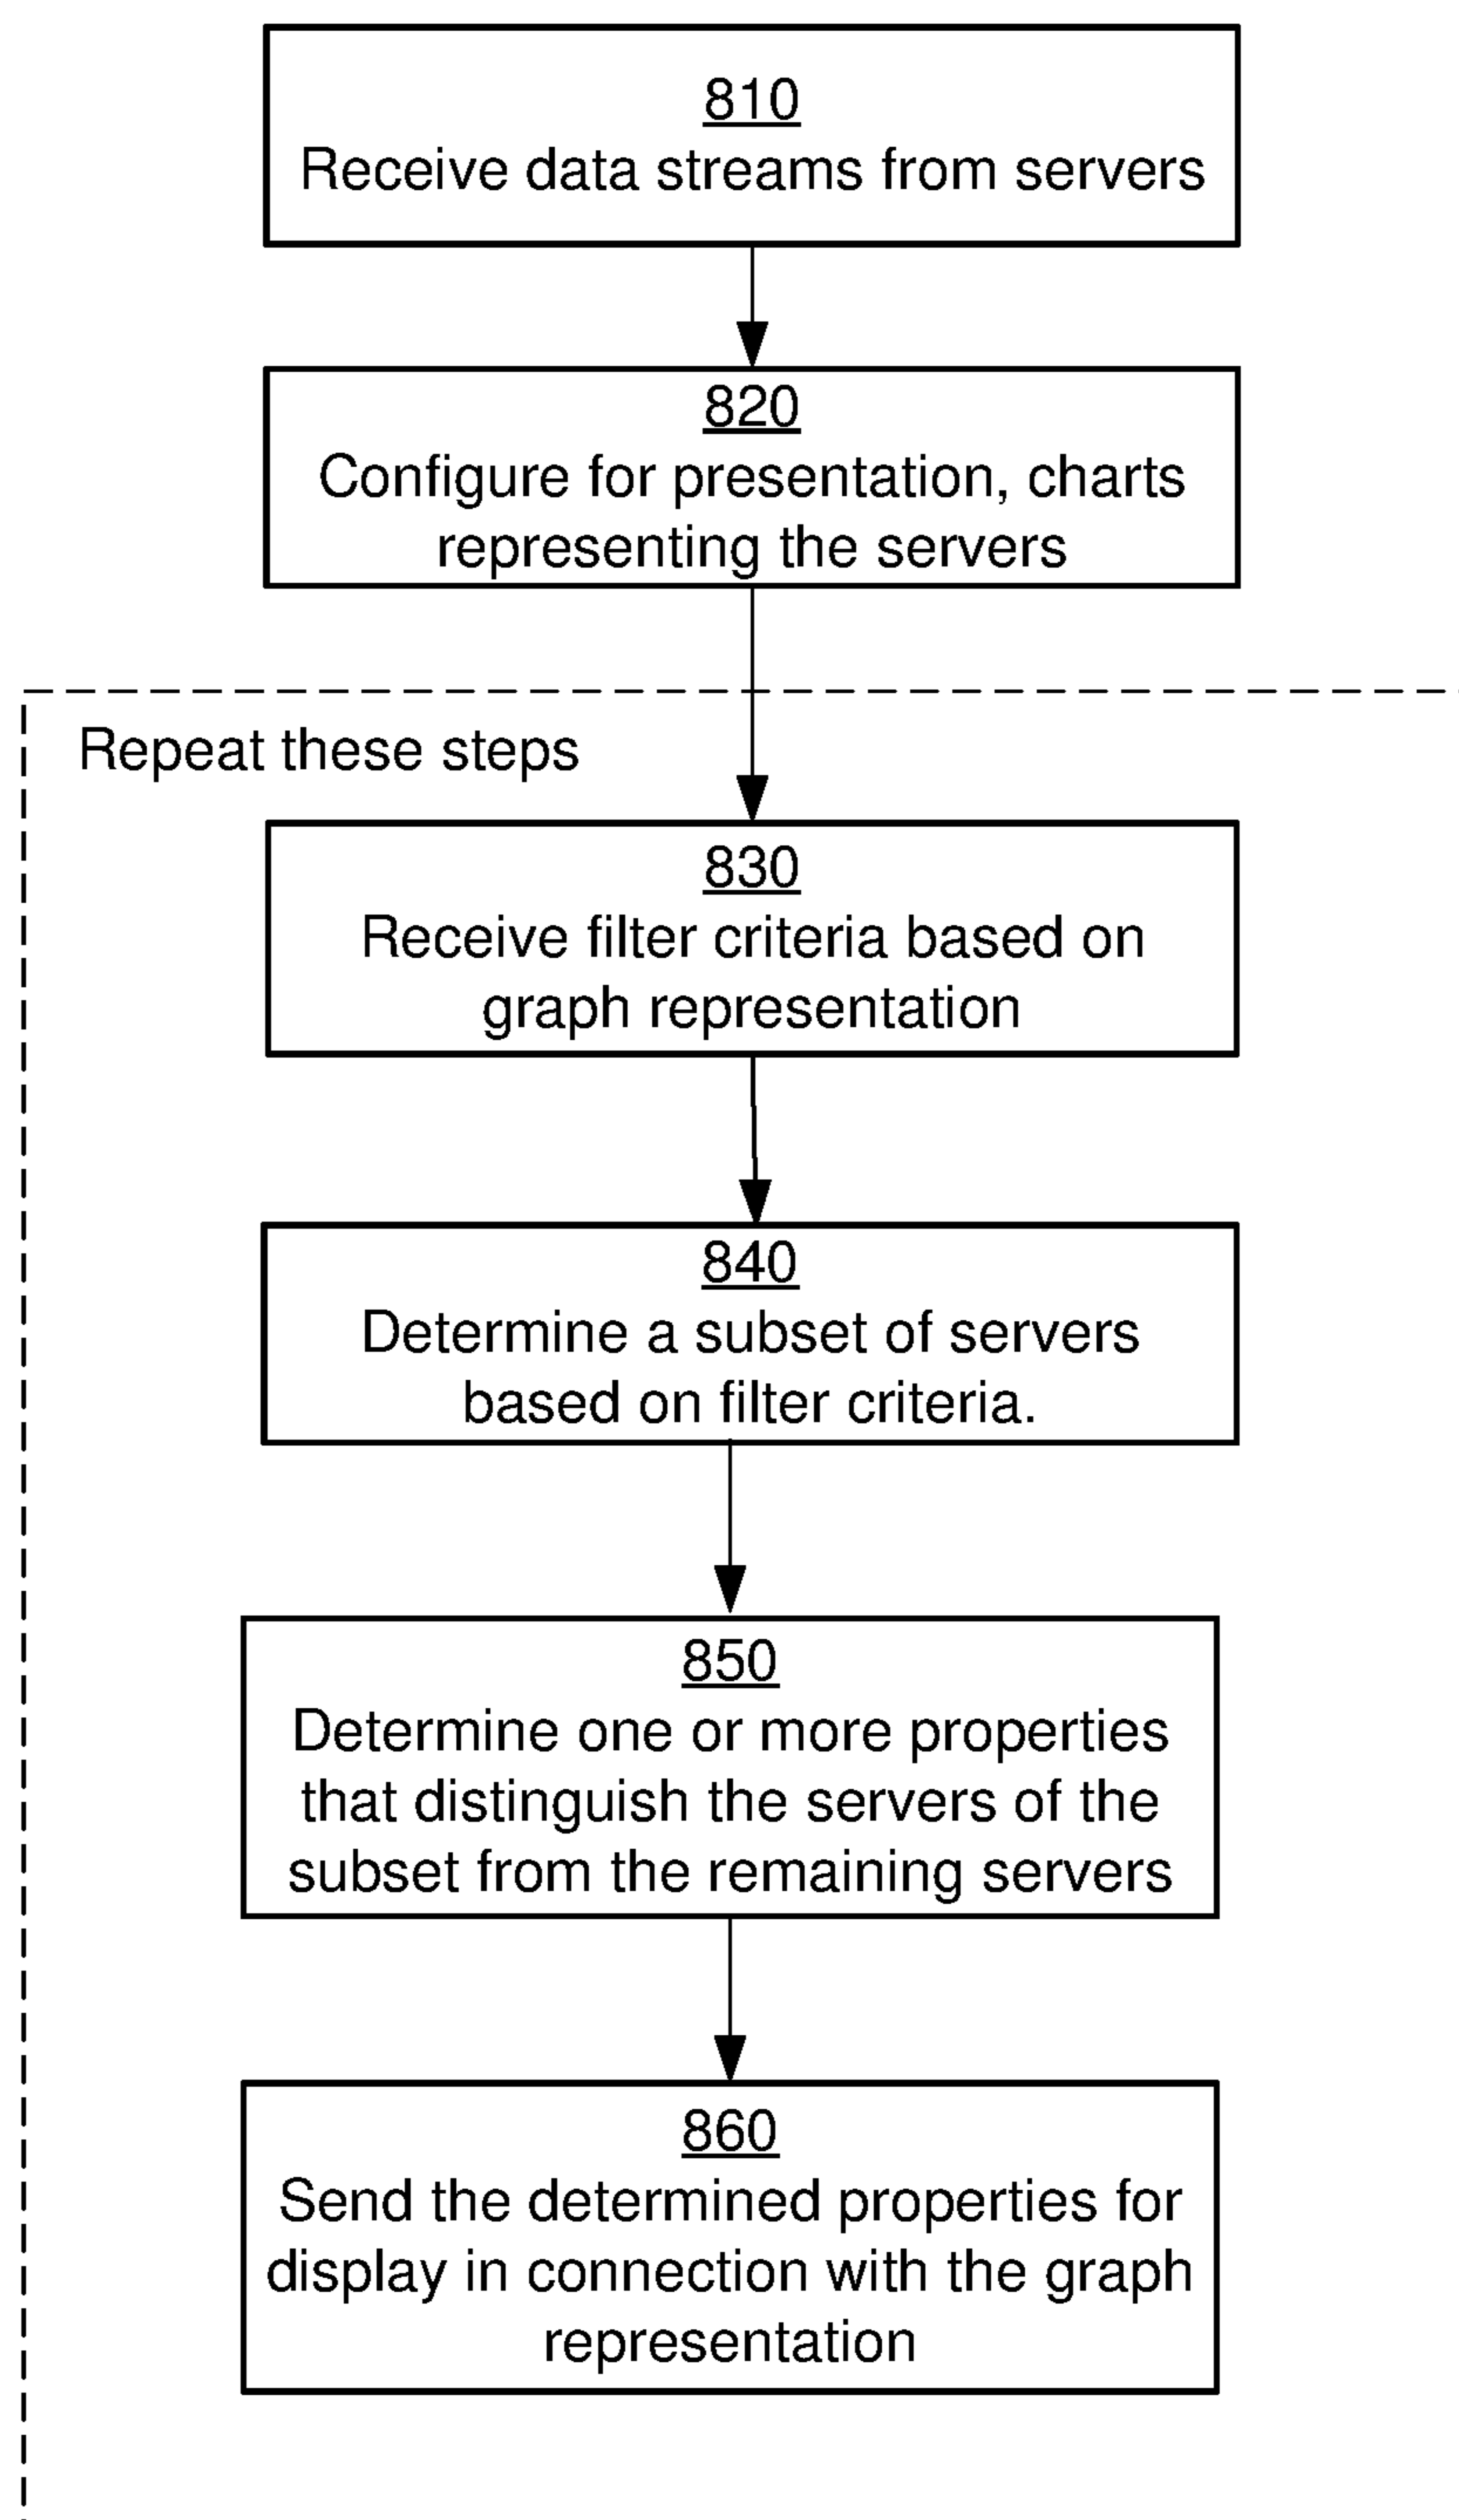 810
Receive data streams from servers
820
Configure for presentation, charts
representing the servers
Repeat these steps
830
Receive filter criteria based on
graph representation
840
Determine a subset of servers
based on filter criteria.
850
Determine one or more properties
that distinguish the servers of the
subset from the remaining servers
860
Send the determined properties for
display in connection with the graph
representation